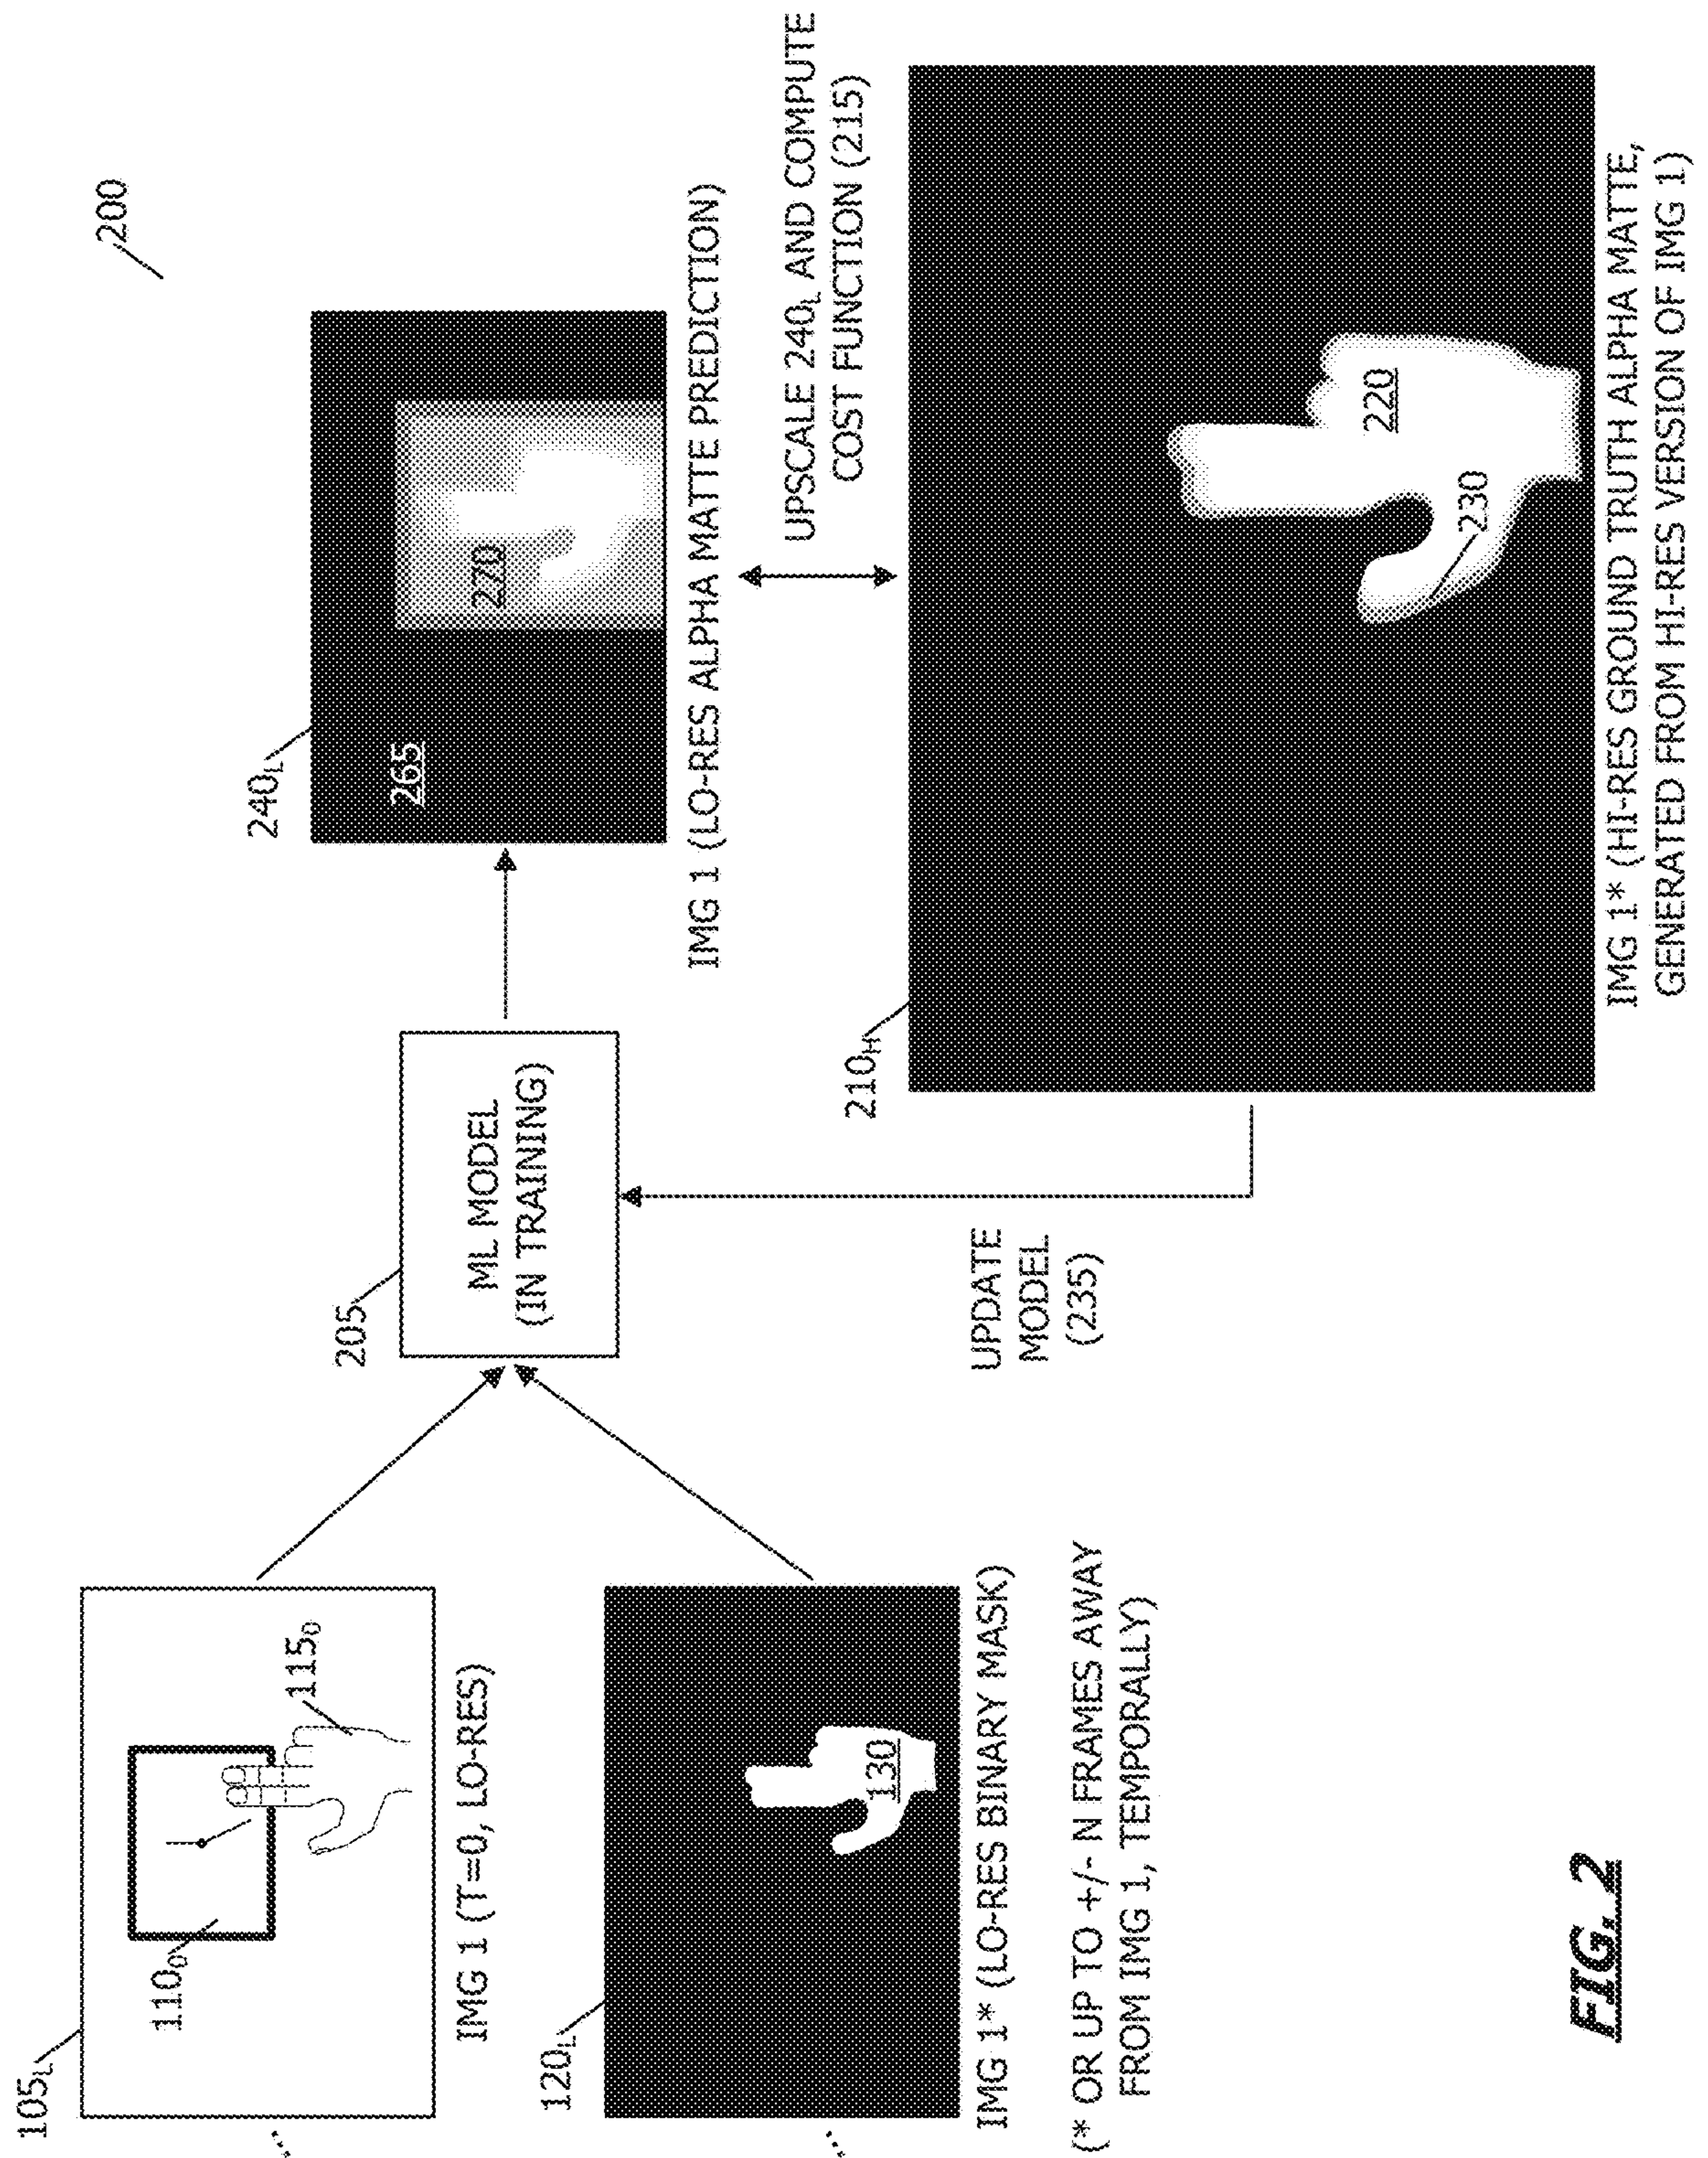 200
105L
110₀
115₀
IMG 1 (T=0, LO-RES)
120L
130
IMG 1* (LO-RES BINARY MASK)
(* OR UP TO +/- N FRAMES AWAY
FROM IMG 1, TEMPORALLY)
205
ML MODEL
(IN TRAINING)
UPDATE
MODEL
(235)
240L
265
270
IMG 1 (LO-RES ALPHA MATTE PREDICTION)
UPSCALE 240L AND COMPUTE
COST FUNCTION (215)
210H
220
230
IMG 1* (HI-RES GROUND TRUTH ALPHA MATTE,
GENERATED FROM HI-RES VERSION OF IMG 1)
FIG. 2